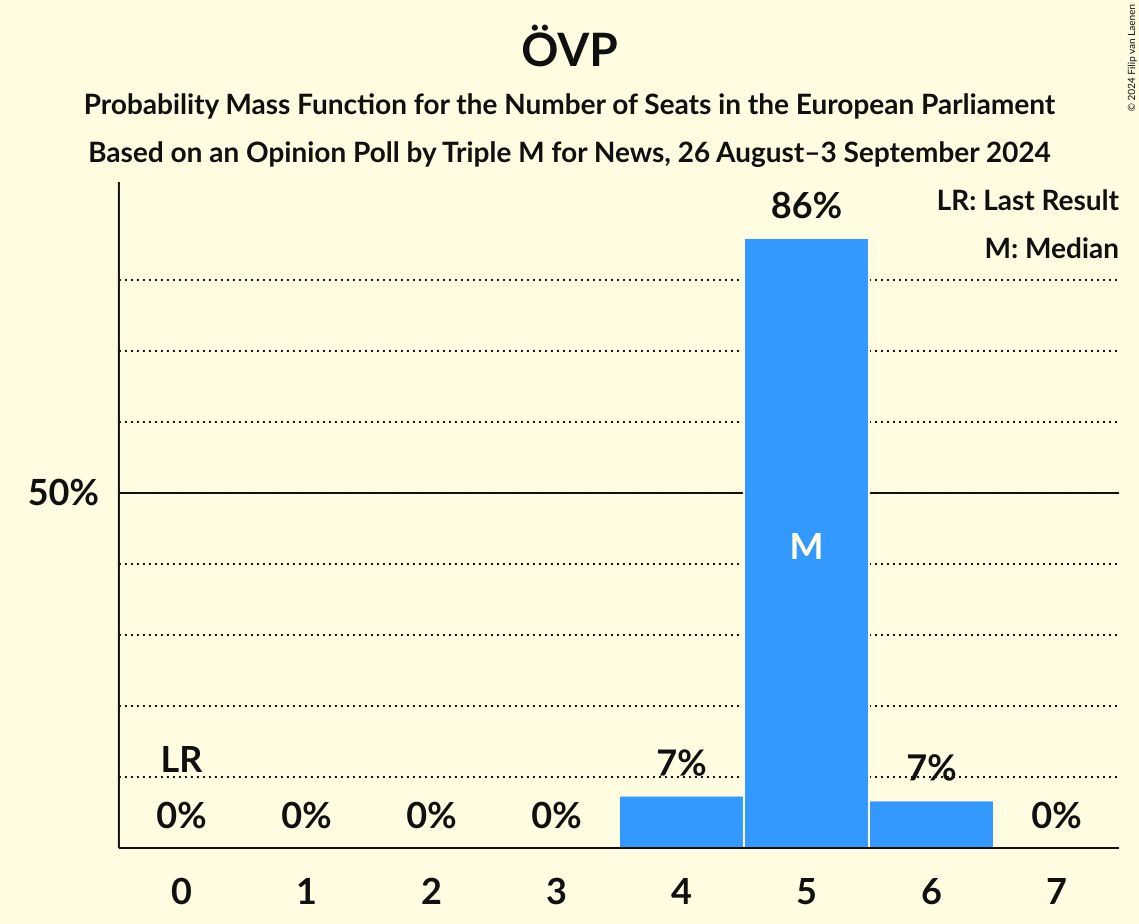 ÖVP
Probability Mass Function for the Number of Seats in the European Parliament
Based on an Opinion Poll by Triple M for News, 26 August–3 September 2024
© 2024 Filip van Laenen
LR: Last Result
M: Median
86%
50%
M
LR
0%
0%
0%
0%
7%
7%
0%
0
1
2
3
4
5
6
7